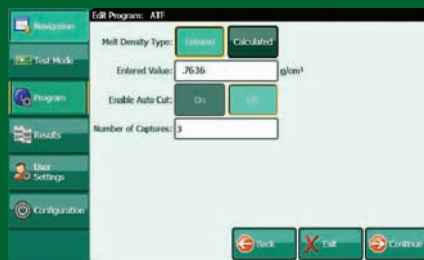 Edit Program: ATF
Navigation
Test Mode
Program
Results
User
Settings
Configuration
Melt Density Type: Entered Calculated
Entered Value: .7636 g/cm³
Enable Auto Cut: On Off
Number of Captures: 3
Back Exit Continue